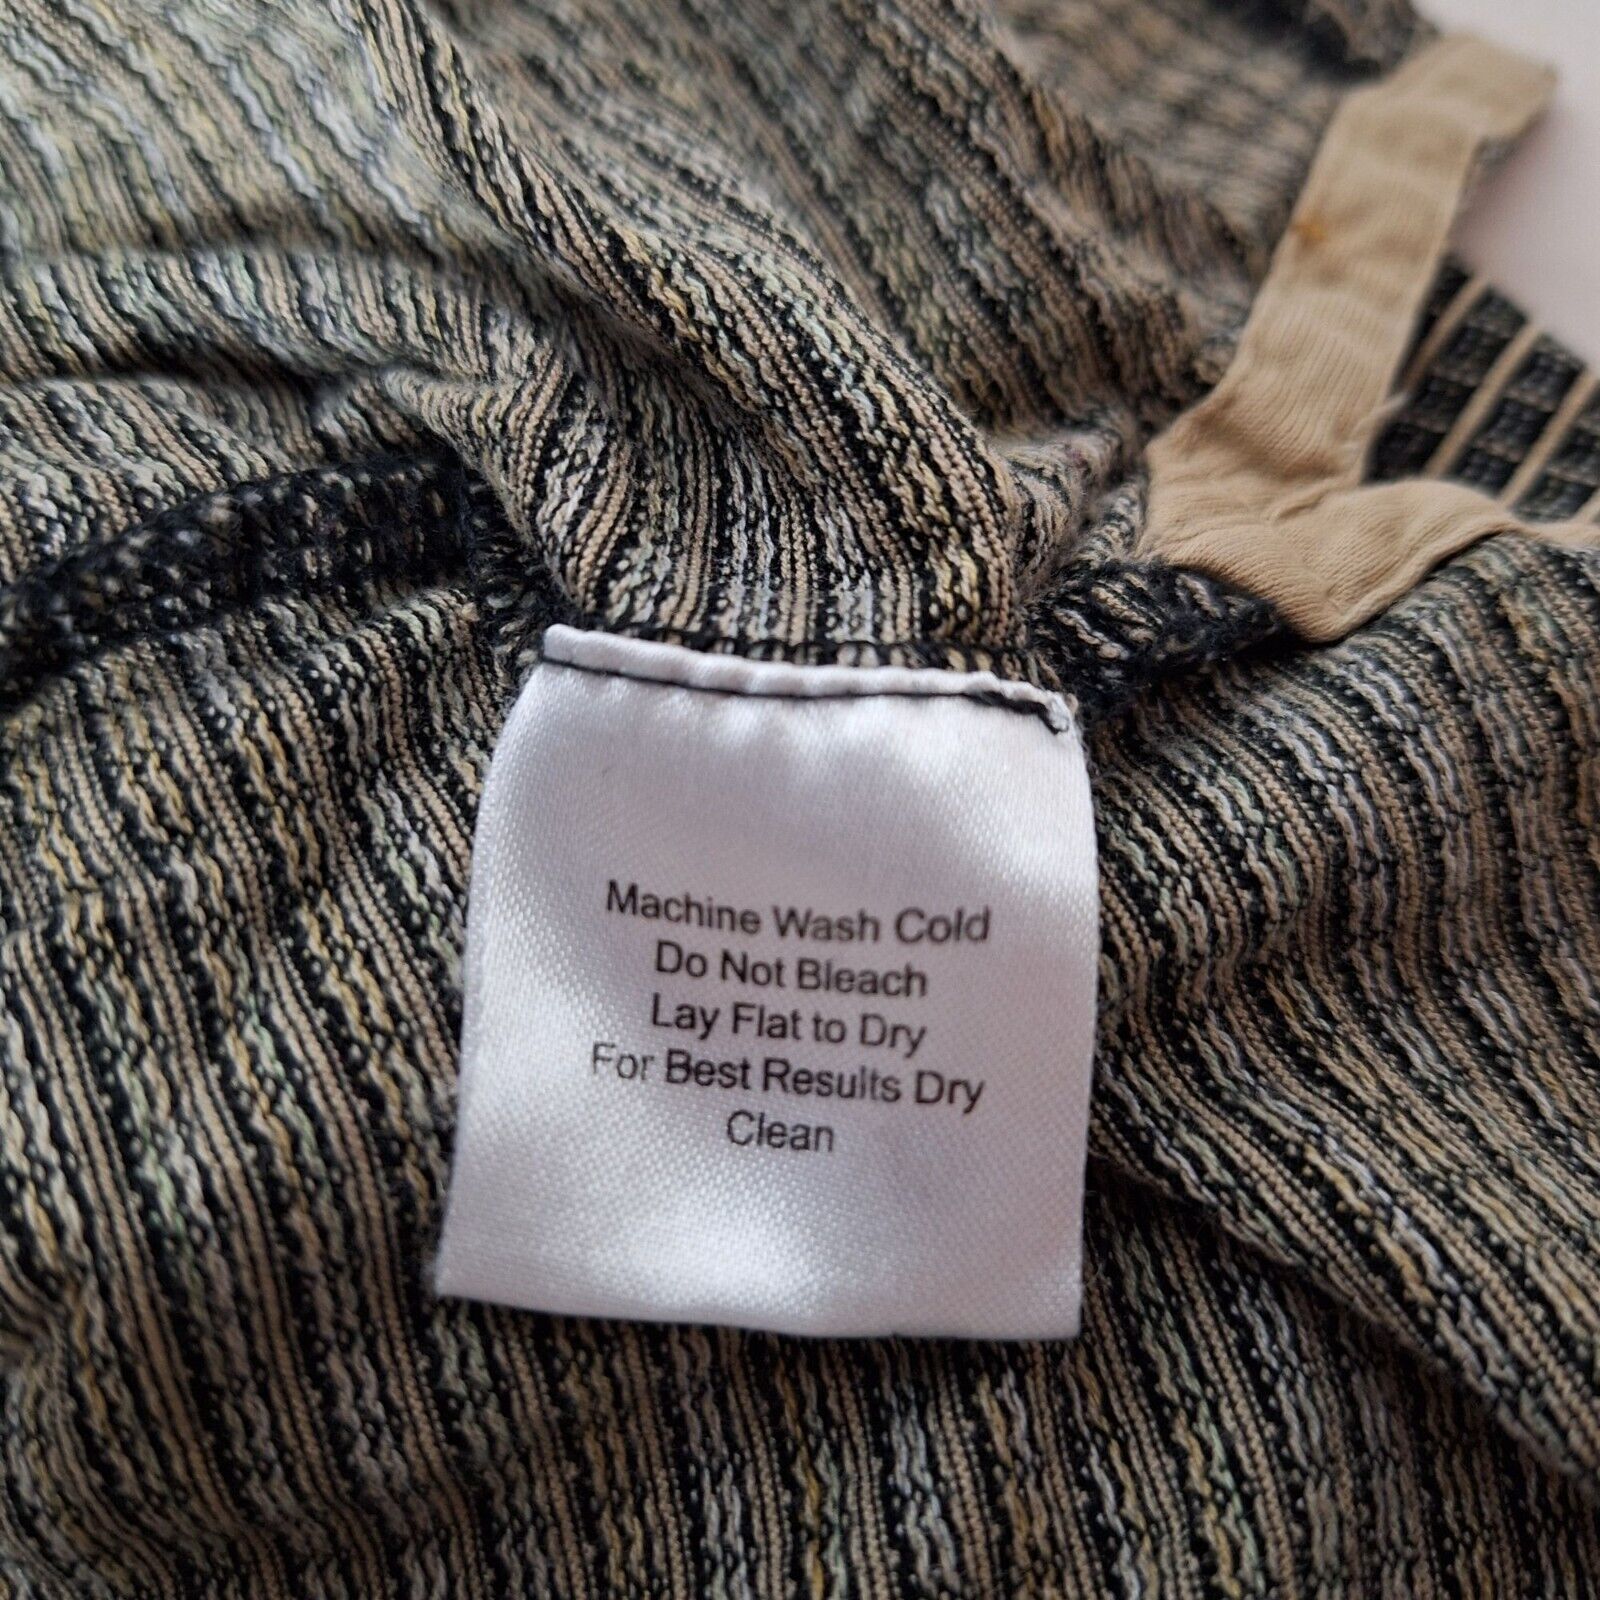 Machine Wash Cold
Do Not Bleach
Lay Flat to Dry
For Best Results Dry
Clean